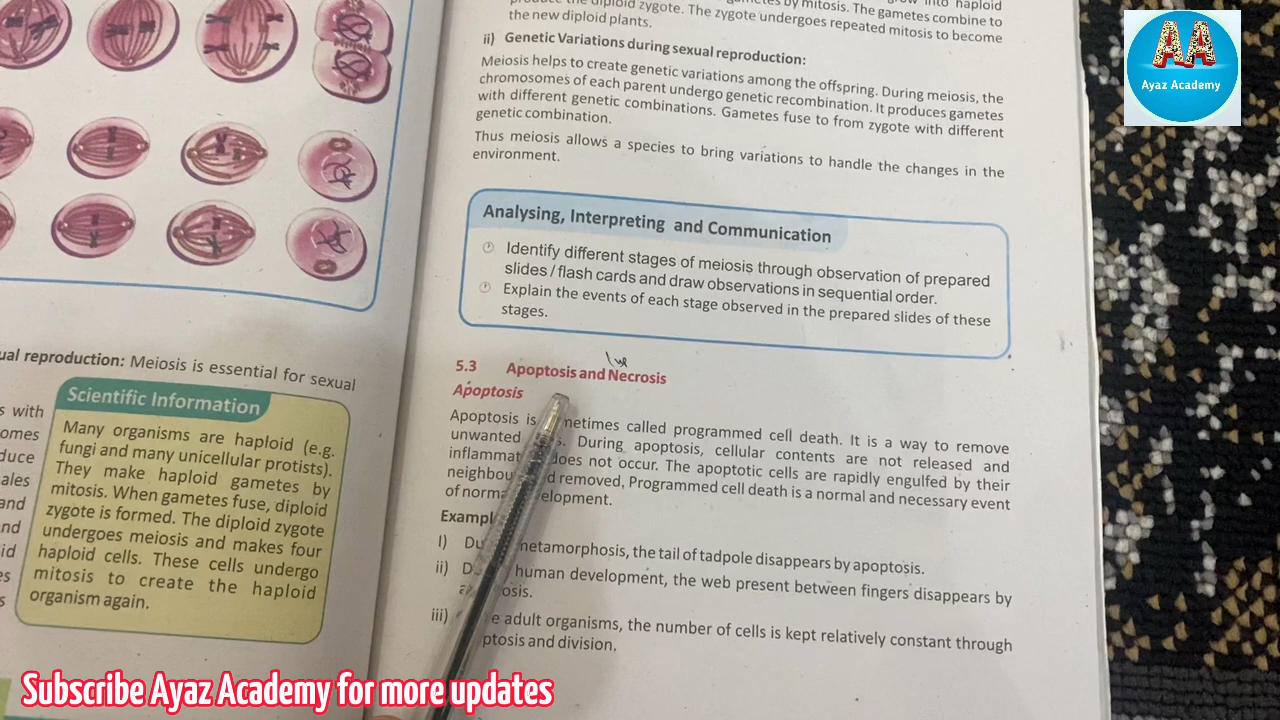 grow into haploid
gametes by mitosis. The gametes combine to
produce the diploid zygote. The zygote undergoes repeated mitosis to become
the new diploid plants.
ii) Genetic Variations during sexual reproduction:
Meiosis helps to create genetic variations among the offspring. During meiosis, the
chromosomes of each parent undergo genetic recombination. It produces gametes
with different genetic combinations. Gametes fuse to from zygote with different
genetic combination.
Thus meiosis allows a species to bring variations to handle the changes in the
environment.
Analysing, Interpreting and Communication
Identify different stages of meiosis through observation of prepared
slides / flash cards and draw observations in sequential order.
Explain the events of each stage observed in the prepared slides of these
stages.
5.3 Apoptosis and Necrosis
Apoptosis
Apoptosis is sometimes called programmed cell death. It is a way to remove
unwanted During apoptosis, cellular contents are not released and
does not occur. The apoptotic cells are rapidly engulfed by their
removed, Programmed cell death is a normal and necessary event
of
I) metamorphosis, the tail of tadpole disappears by apoptosis.
ii) human development, the web present between fingers disappears by
iii) adult organisms, the number of cells is kept relatively constant through
and division.
reproduction: Meiosis is essential for sexual
with
and
Scientific Information
Many organisms are haploid (e.g.
fungi and many unicellular protists).
They make haploid gametes by
mitosis. When gametes fuse, diploid
zygote is formed. The diploid zygote
undergoes meiosis and makes four
haploid cells. These cells undergo
mitosis to create the haploid
organism again.
AA
Ayaz Academy
Subscribe Ayaz Academy for more updates